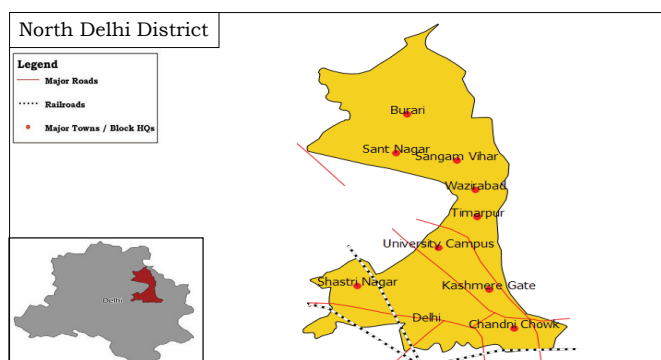 North Delhi District
Legend
Major Roads
Railroads
Major Towns / Block HQs
Burari
Sant Nagar
Sangam Vihar
Wazirabad
Timarpur
University Campus
Shastri Nagar
Kashmere Gate
Delhi
Chandni Chowk
Delhi